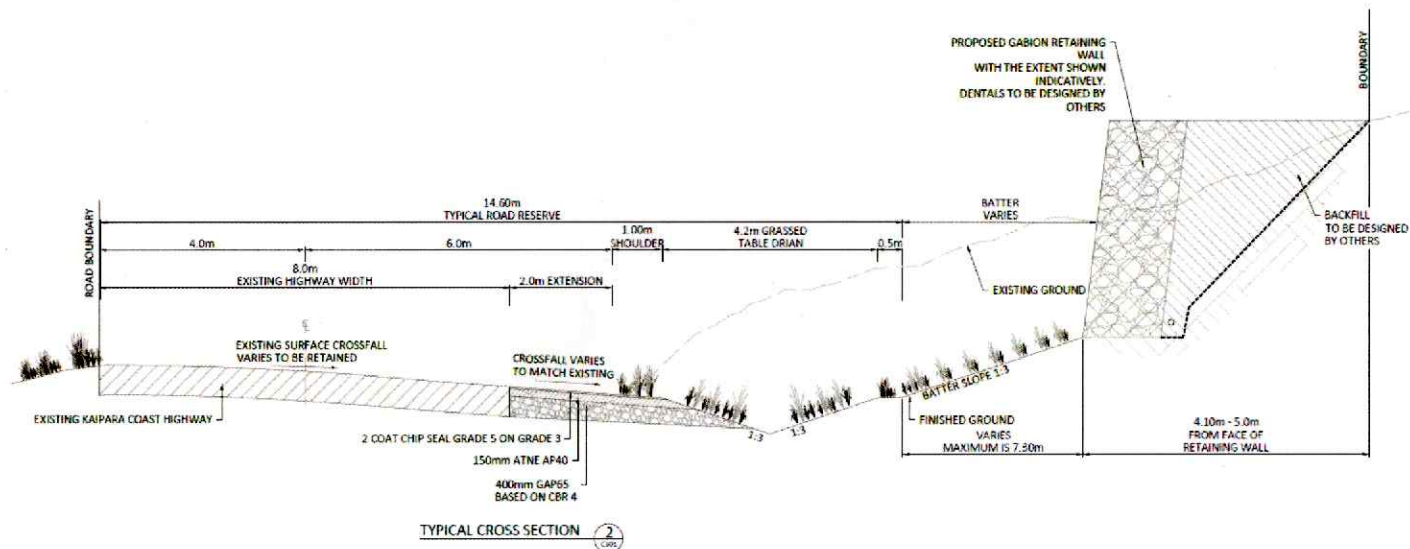 PROPOSED GABION RETAINING
WALL
WITH THE EXTENT SHOWN
INDICATIVELY.
DENTALS TO BE DESIGNED BY
OTHERS
BOUNDARY
ROAD BOUNDARY
14.60m
TYPICAL ROAD RESERVE
BATTER
VARIES
4.0m
6.0m
1.00m
SHOULDER
4.2m GRASSED
TABLE DRIAN
0.5m
8.0m
EXISTING HIGHWAY WIDTH
2.0m EXTENSION
BACKFILL
TO BE DESIGNED
BY OTHERS
EXISTING GROUND
EXISTING SURFACE CROSSFALL
VARIES TO BE RETAINED
CROSSFALL VARIES
TO MATCH EXISTING
EXISTING KAIPARA COAST HIGHWAY
BATTER SLOPE 1:3
1:3
1:3
FINISHED GROUND
VARIES
MAXIMUM IS 7.30m
4.10m - 5.0m
FROM FACE OF
RETAINING WALL
2 COAT CHIP SEAL GRADE 5 ON GRADE 3
150mm ATNE AP40
400mm GAP65
BASED ON CBR 4
TYPICAL CROSS SECTION
2